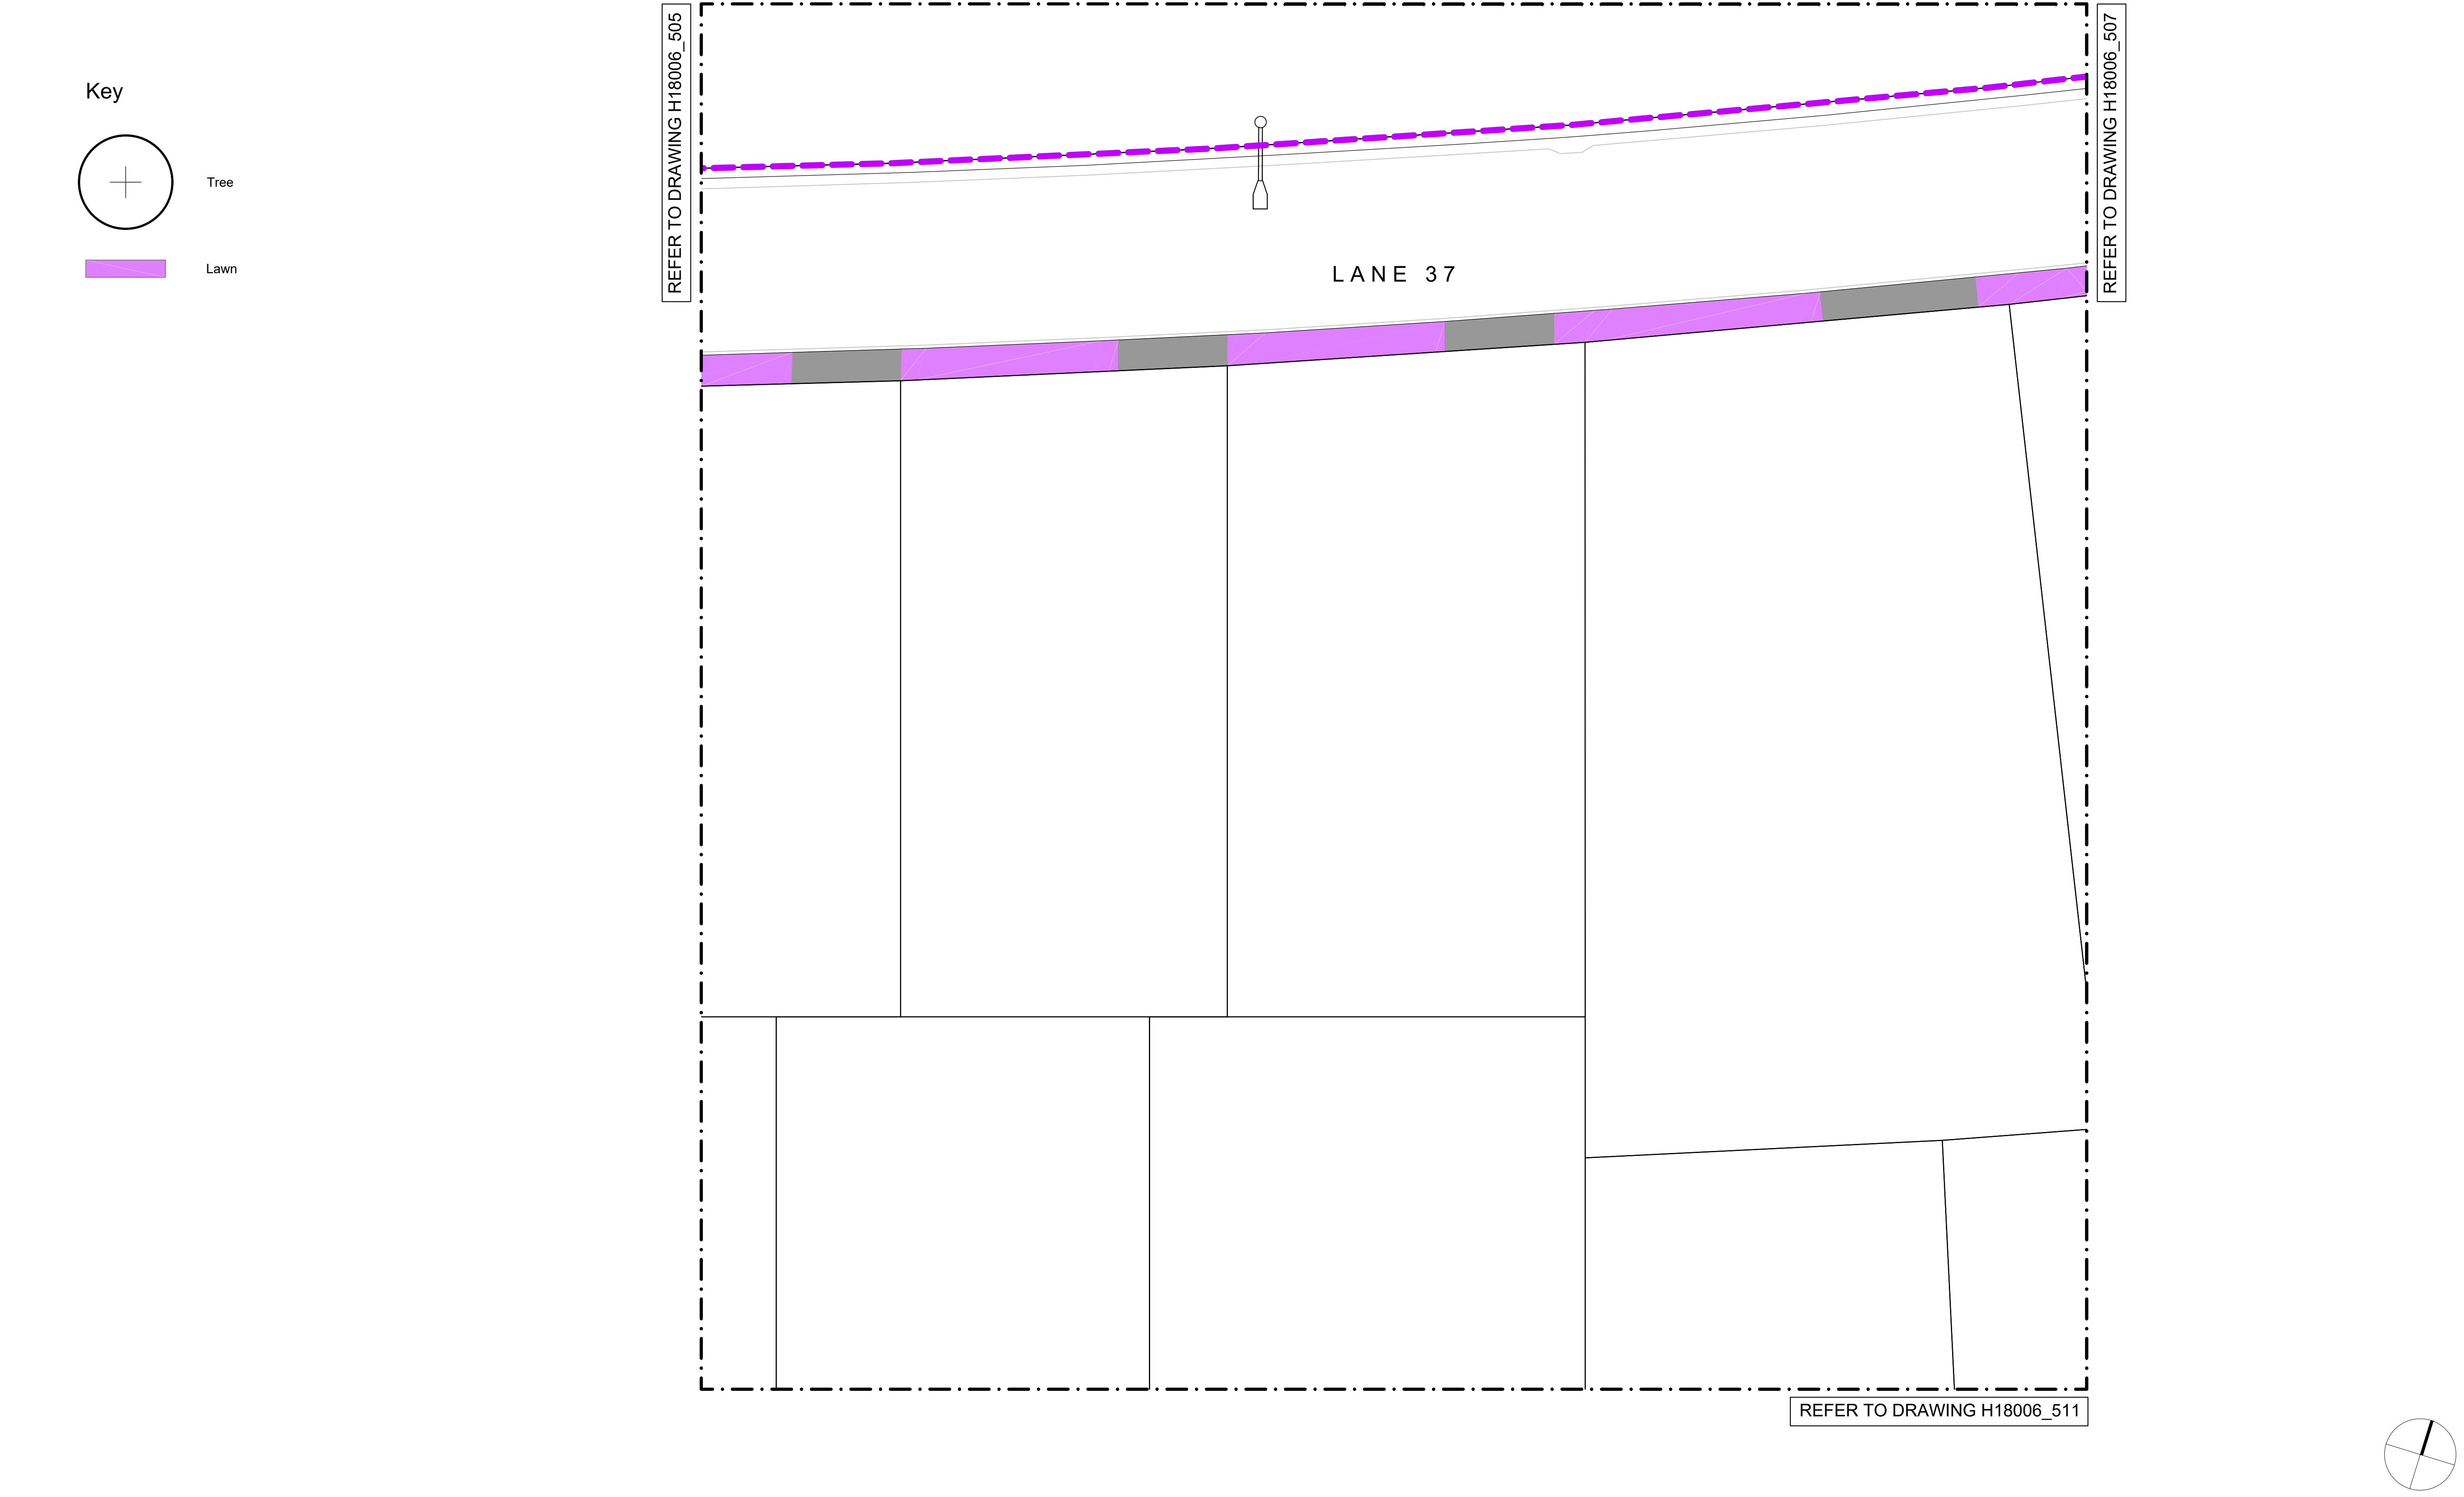 Key
Tree
Lawn
REFER TO DRAWING H18006_505
REFER TO DRAWING H18006_507
LANE 37
REFER TO DRAWING H18006_511